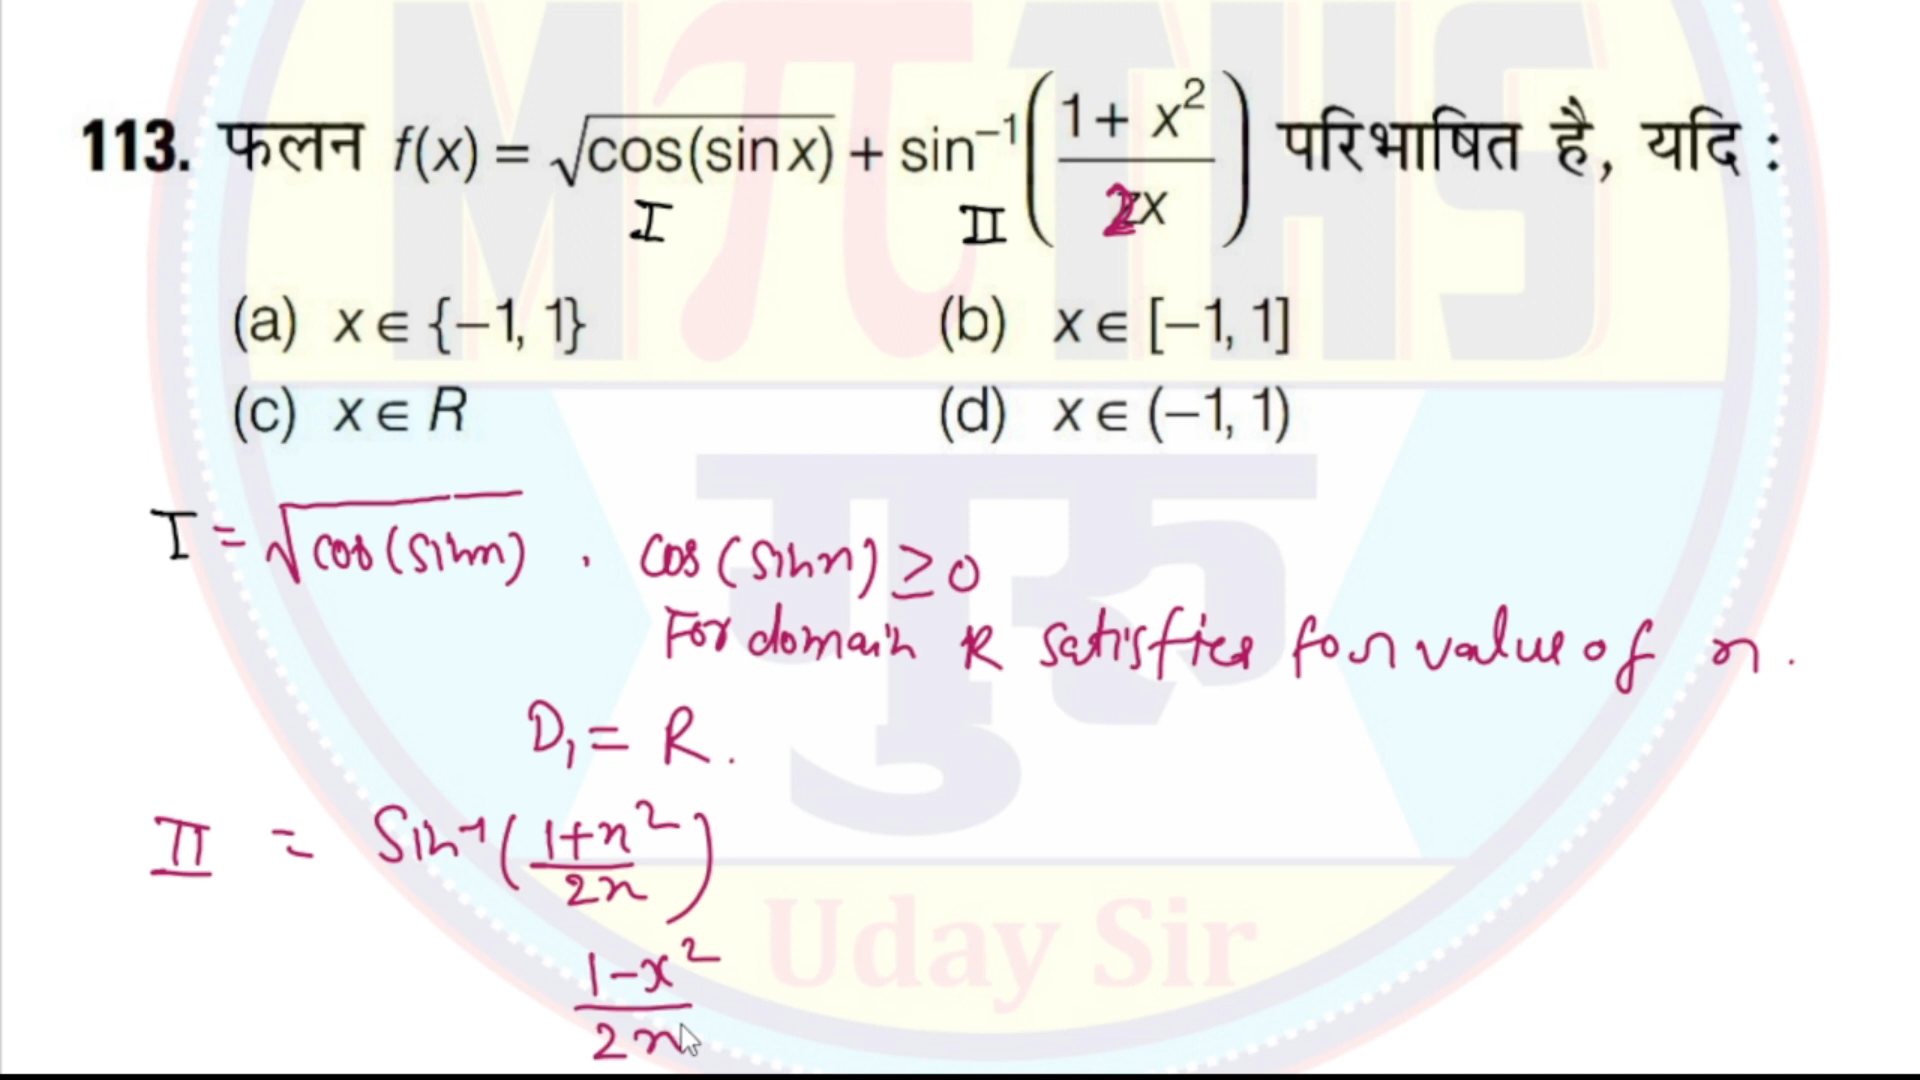 MπTHS
113. फलन f(x) = √cos(sin x) + sin⁻¹((1 + x²)/2x) परिभाषित है, यदि :
I II
(a) x ∈ {–1, 1} (b) x ∈ [–1, 1]
(c) x ∈ R (d) x ∈ (–1, 1)
गुरु
I = √cos(sin x) . cos(sin x) ≥ 0
For domain R satisfies for value of x.
D₁ = R.
II = Sin⁻¹((1+x²)/2x)
Uday Sir
(1-x²)/2x